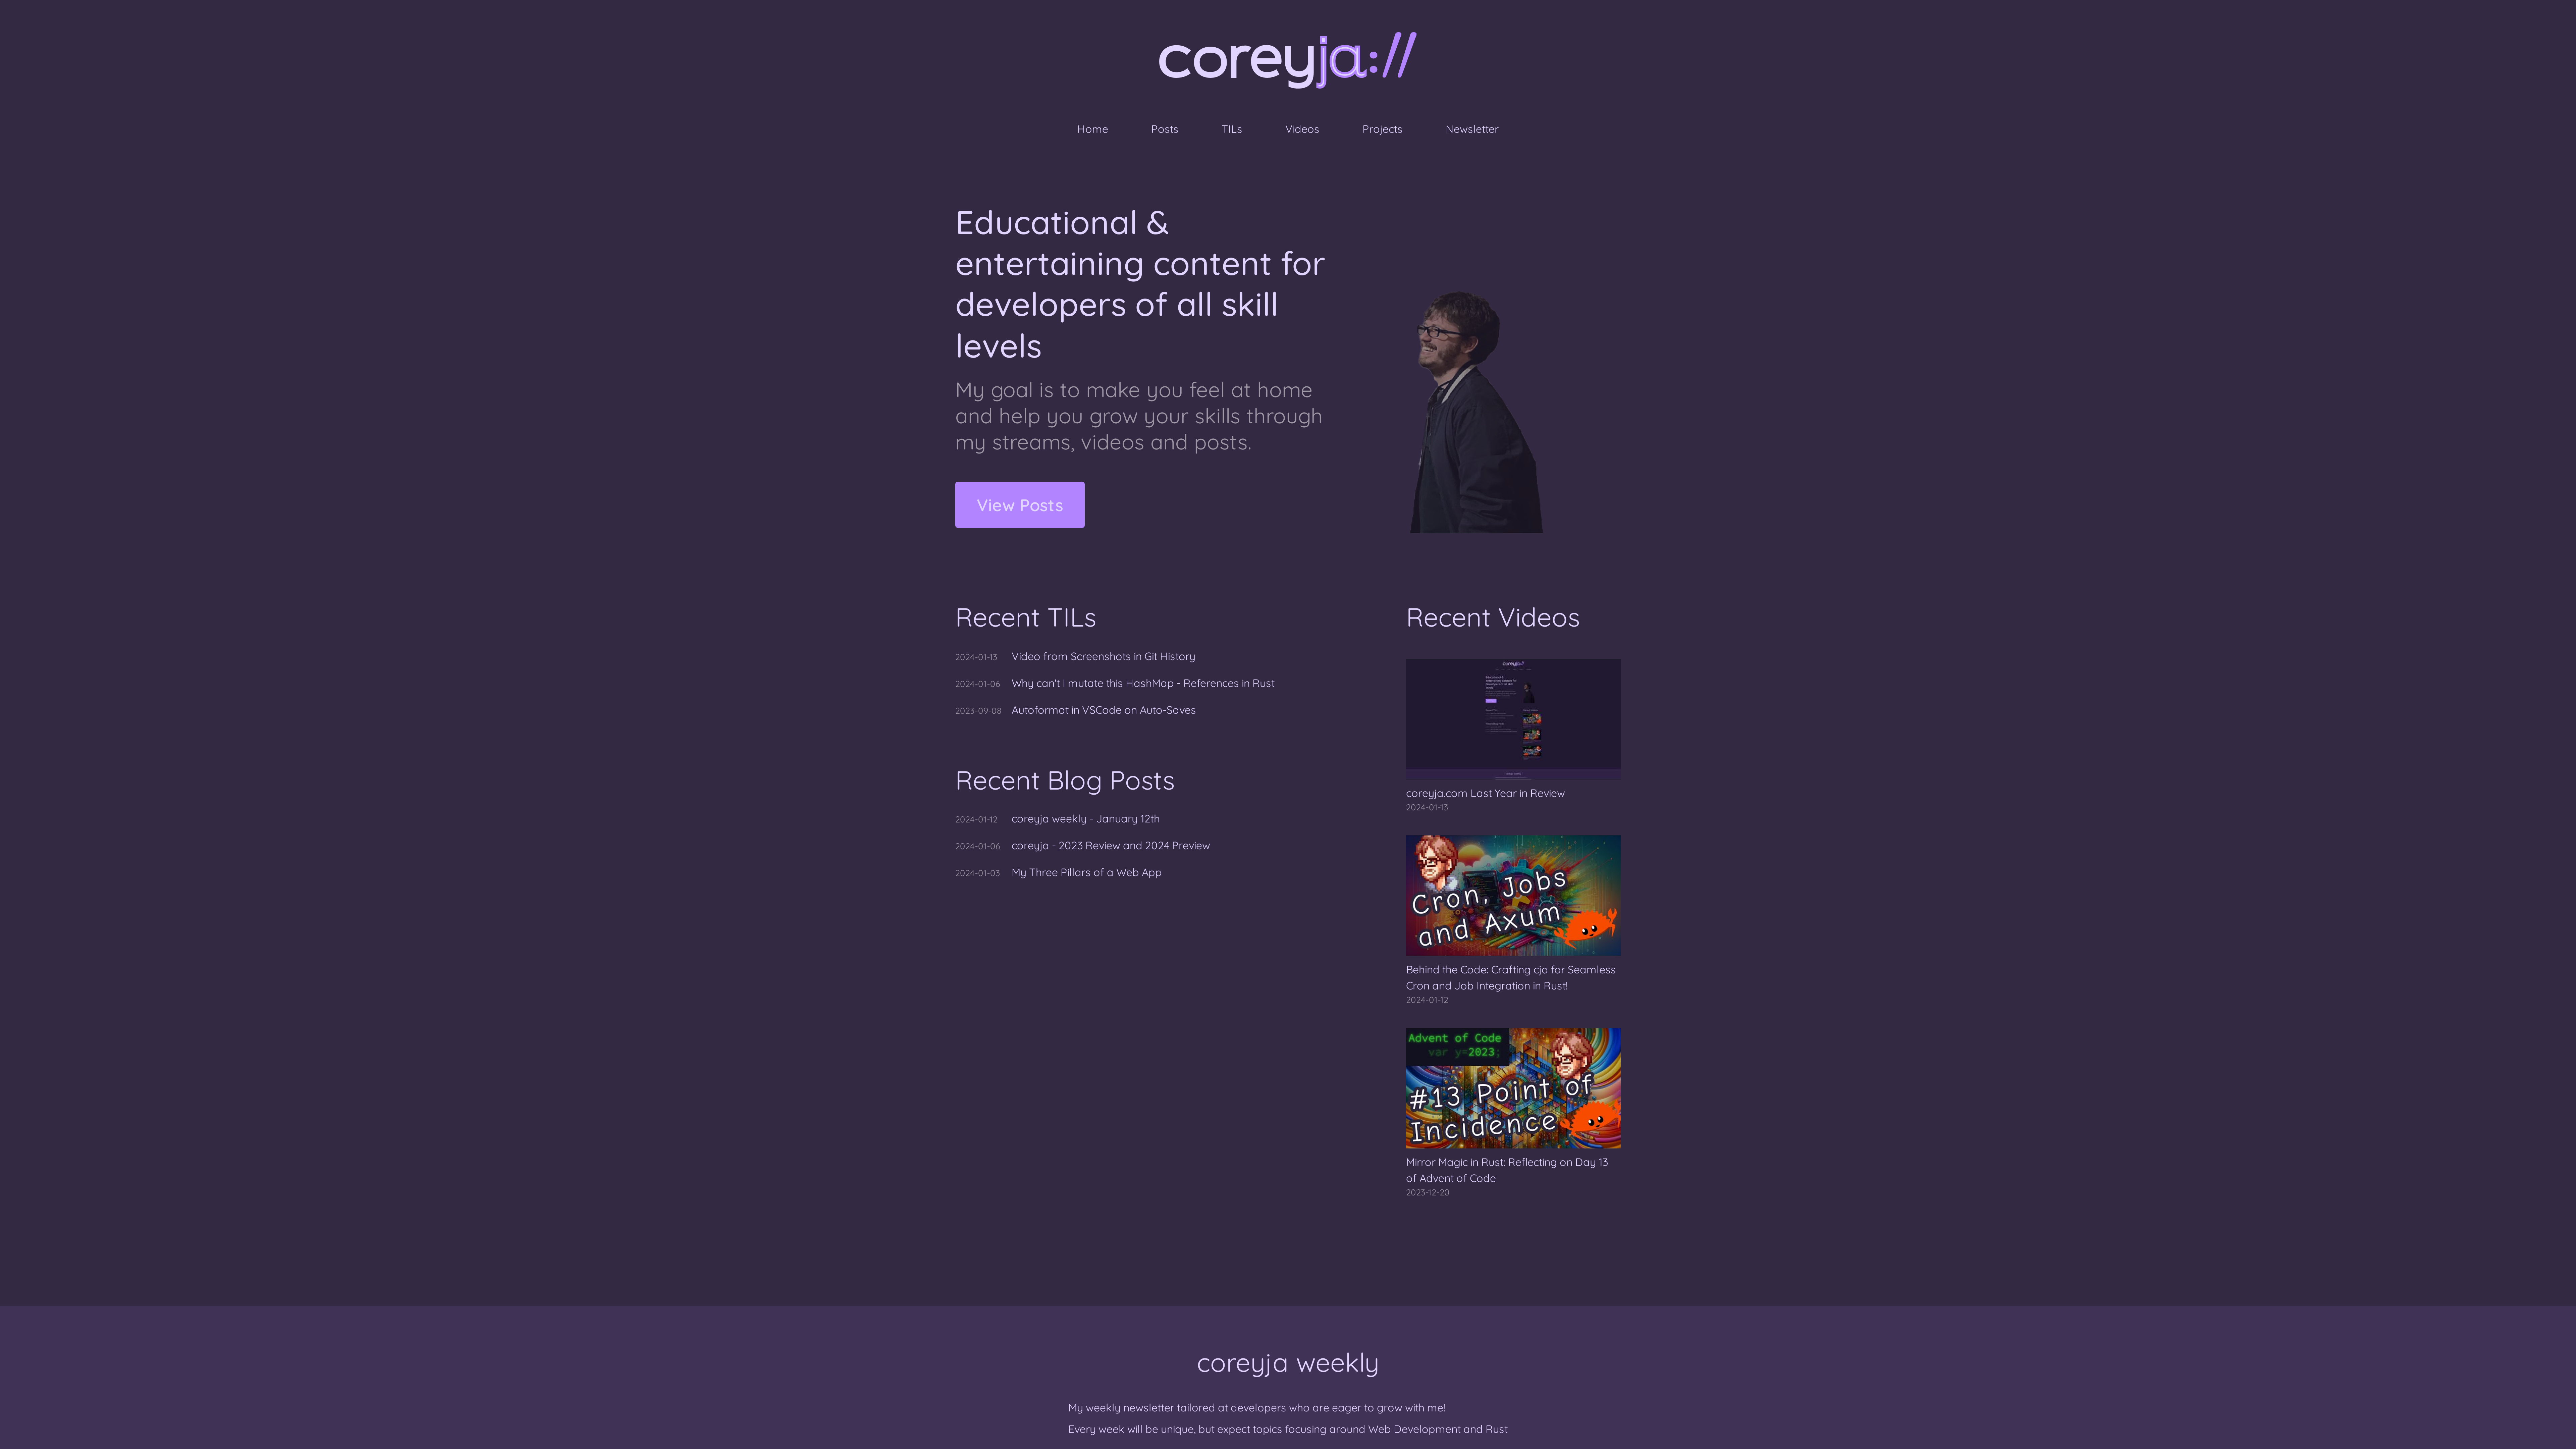 coreyja://
Home
Posts
TILs
Videos
Projects
Newsletter
Educational &
entertaining content for
developers of all skill
levels
My goal is to make you feel at home
and help you grow your skills through
my streams, videos and posts.
View Posts
Recent TILs
2024-01-13 Video from Screenshots in Git History
2024-01-06 Why can't I mutate this HashMap - References in Rust
2023-09-08 Autoformat in VSCode on Auto-Saves
Recent Blog Posts
2024-01-12 coreyja weekly - January 12th
2024-01-06 coreyja - 2023 Review and 2024 Preview
2024-01-03 My Three Pillars of a Web App
Recent Videos
coreyja.com Last Year in Review
2024-01-13
Cron, Jobs
and Axum
Behind the Code: Crafting cja for Seamless
Cron and Job Integration in Rust!
2024-01-12
Advent of Code
var y=2023;
#13 Point of
Incidence
Mirror Magic in Rust: Reflecting on Day 13
of Advent of Code
2023-12-20
coreyja weekly
My weekly newsletter tailored at developers who are eager to grow with me!
Every week will be unique, but expect topics focusing around Web Development and Rust